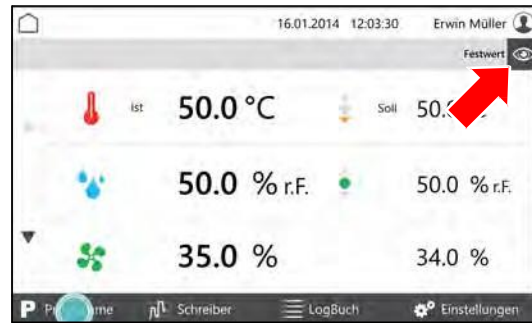 16.01.2014 12:03:30 Erwin Müller
Festwert
ist 50.0 °C Soll
50.0 % r.F. 50.0 % r.F.
35.0 % 34.0 %
P Schreiber LogBuch Einstellungen